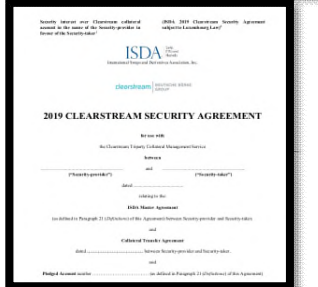 Security interest over Clearstream collateral
account in the name of the Security-provider in
favour of the Security-taker¹
(ISDA 2019 Clearstream Security Agreement
subject to Luxembourg Law)²
ISDA
International Swaps and Derivatives Association, Inc.
clearstream DEUTSCHE BÖRSE
GROUP
2019 CLEARSTREAM SECURITY AGREEMENT
for use with
the Clearstream Triparty Collateral Management Service
between
and
("Security-provider") ("Security-taker")
dated
relating to the
ISDA Master Agreement
(as defined in Paragraph 21 (Definitions) of this Agreement) between Security-provider and Security-taker.
and
Collateral Transfer Agreement
dated between Security-provider and Security-taker.
and
Pledged Account number (as defined in Paragraph 21 (Definitions) of this Agreement)